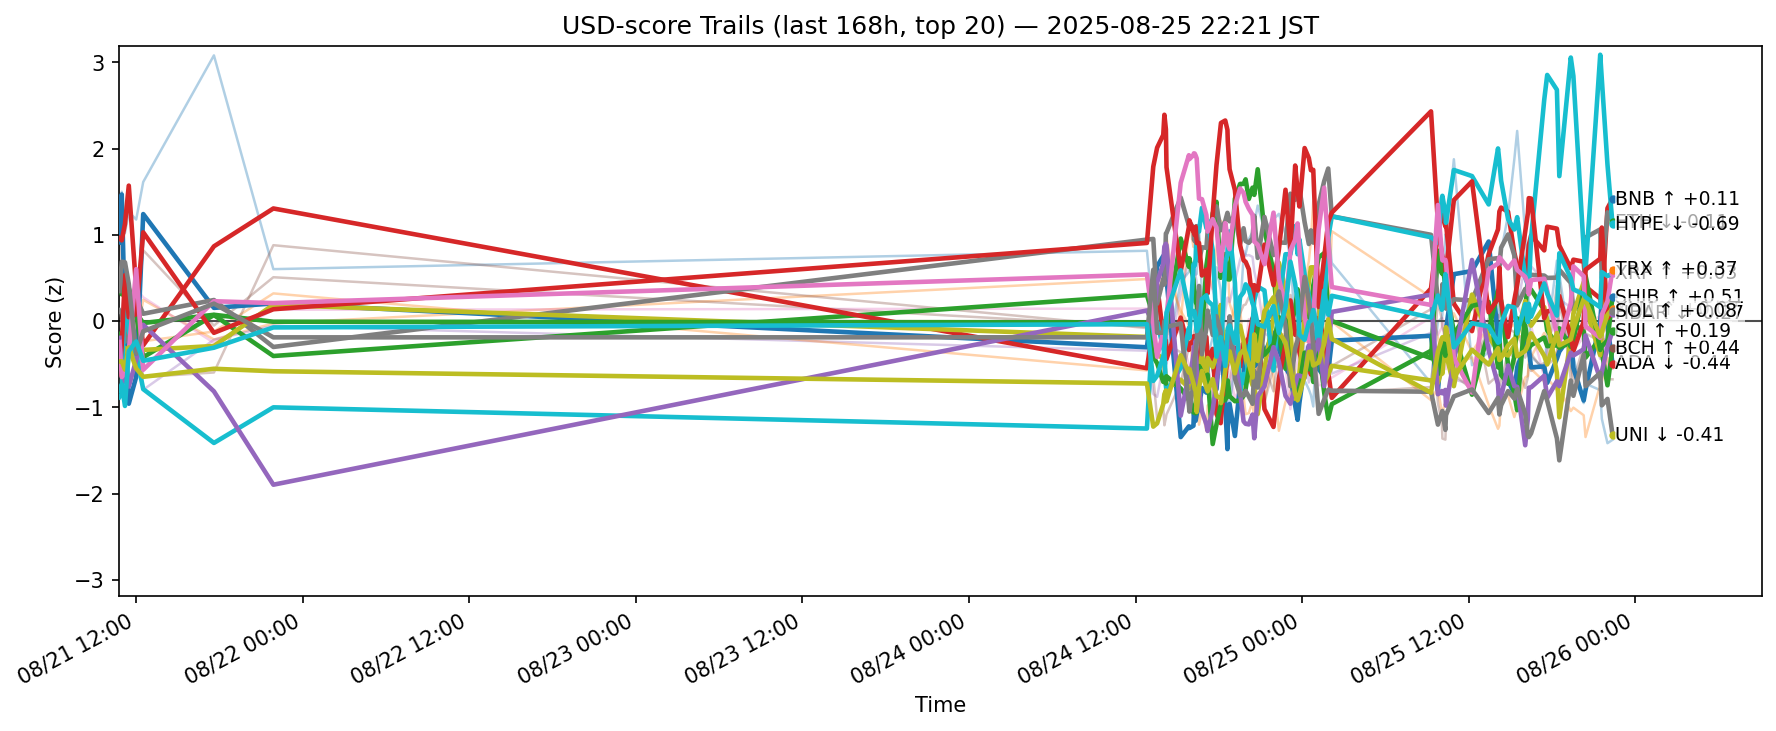 USD-score Trails (last 168h, top 20) — 2025-08-25 22:21 JST
3
2
1
0
−1
−2
−3
Score (z)
BNB ↑ +0.11
HYPE ↓ -0.69
TRX ↑ +0.37
SHIB ↑ +0.51
SOL ↑ +0.08
SUI ↑ +0.19
BCH ↑ +0.44
ADA ↓ -0.44
UNI ↓ -0.41
08/21 12:00
08/22 00:00
08/22 12:00
08/23 00:00
08/23 12:00
08/24 00:00
08/24 12:00
08/25 00:00
08/25 12:00
08/26 00:00
Time